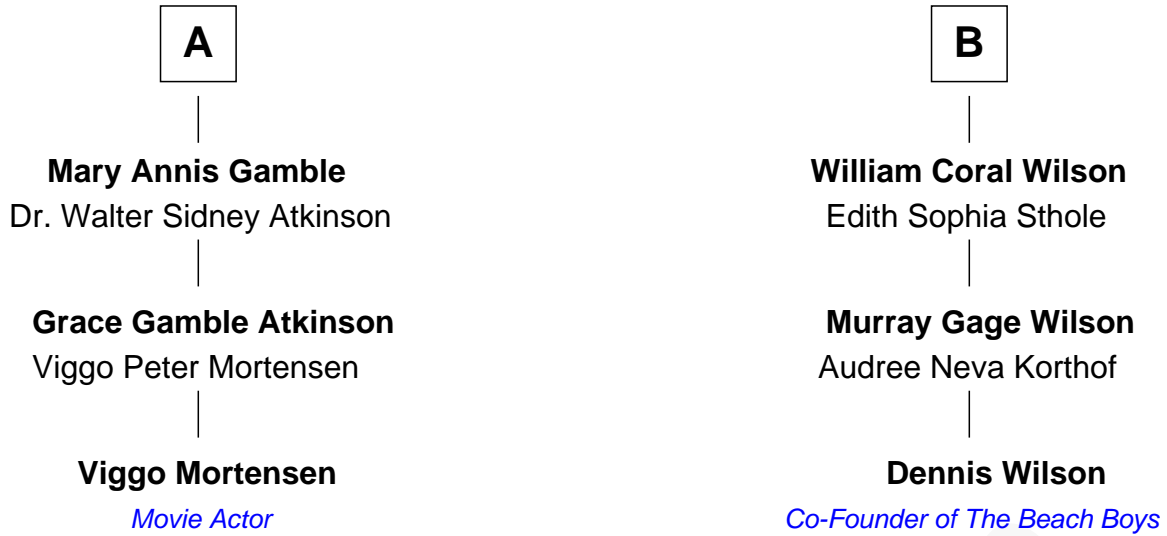 A
Mary Annis Gamble
Dr. Walter Sidney Atkinson
Grace Gamble Atkinson
Viggo Peter Mortensen
Viggo Mortensen
Movie Actor
B
William Coral Wilson
Edith Sophia Sthole
Murray Gage Wilson
Audree Neva Korthof
Dennis Wilson
Co-Founder of The Beach Boys